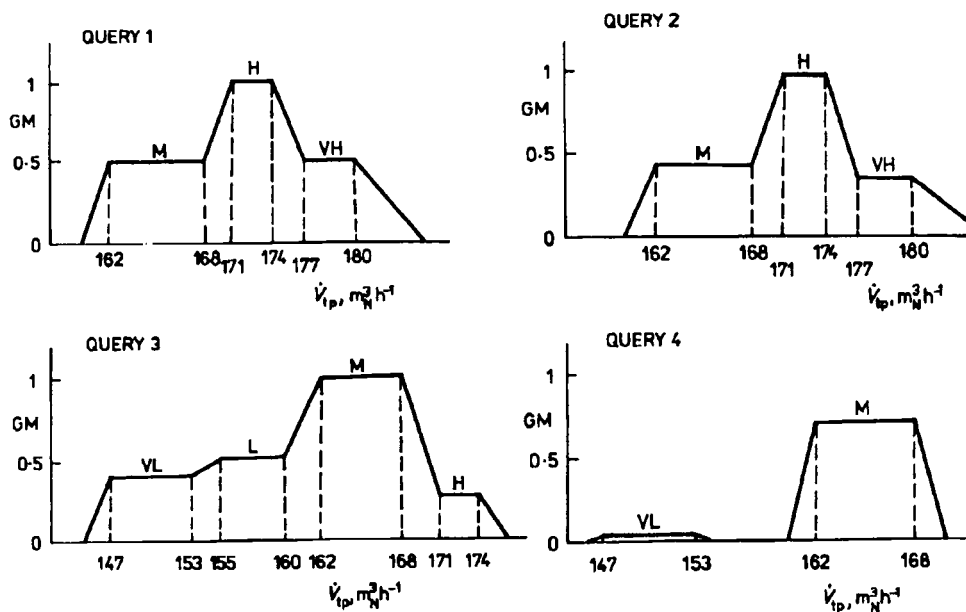 QUERY 1
H
1
GM
M
VH
0·5
0
162
168
171
174
177
180
V̇tp, m³N h⁻¹
QUERY 2
H
1
GM
0·5
M
VH
0
162
168
171
174
177
180
V̇tp, m³N h⁻¹
QUERY 3
M
1
GM
0·5
VL
L
H
0
147
153
155
160
162
168
171
174
V̇tp, m³N h⁻¹
QUERY 4
1
M
GM
0·5
VL
0
147
153
162
168
V̇tp, m³N h⁻¹